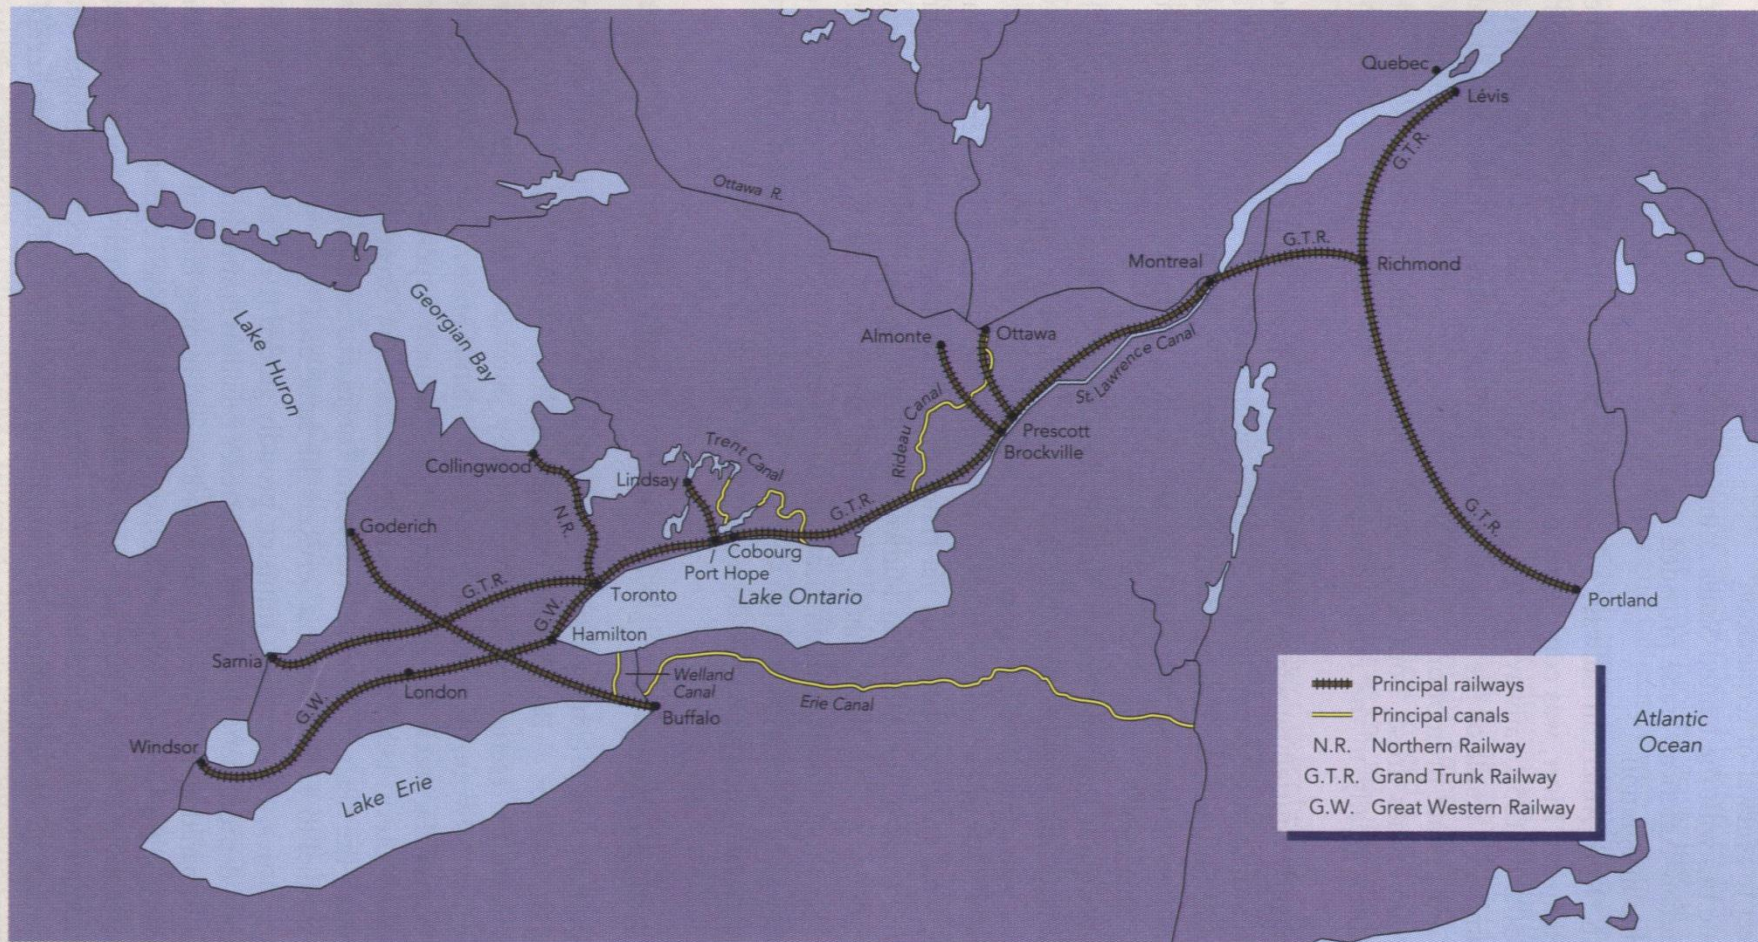 Quebec
Lévis
G.T.R.
Ottawa R.
Montreal
G.T.R.
Richmond
Georgian Bay
Lake Huron
Almonte
Ottawa
St. Lawrence Canal
Rideau Canal
Prescott
Brockville
Trent Canal
Collingwood
Lindsay
N.R.
G.T.R.
G.T.R.
Goderich
Cobourg
Port Hope
G.T.R.
Toronto
Lake Ontario
Portland
G.W.
Hamilton
Sarnia
London
Welland
Canal
Erie Canal
G.W.
Buffalo
Windsor
Lake Erie
Atlantic
Ocean
Principal railways
Principal canals
N.R. Northern Railway
G.T.R. Grand Trunk Railway
G.W. Great Western Railway